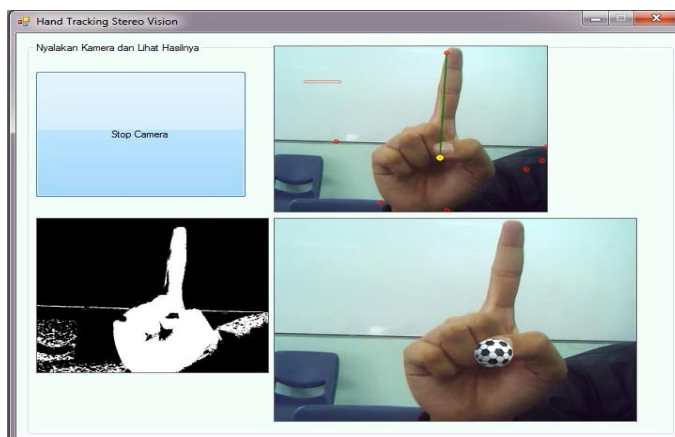 Hand Tracking Stereo Vision
Nyalakan Kamera dan Lihat Hasilnya
Stop Camera